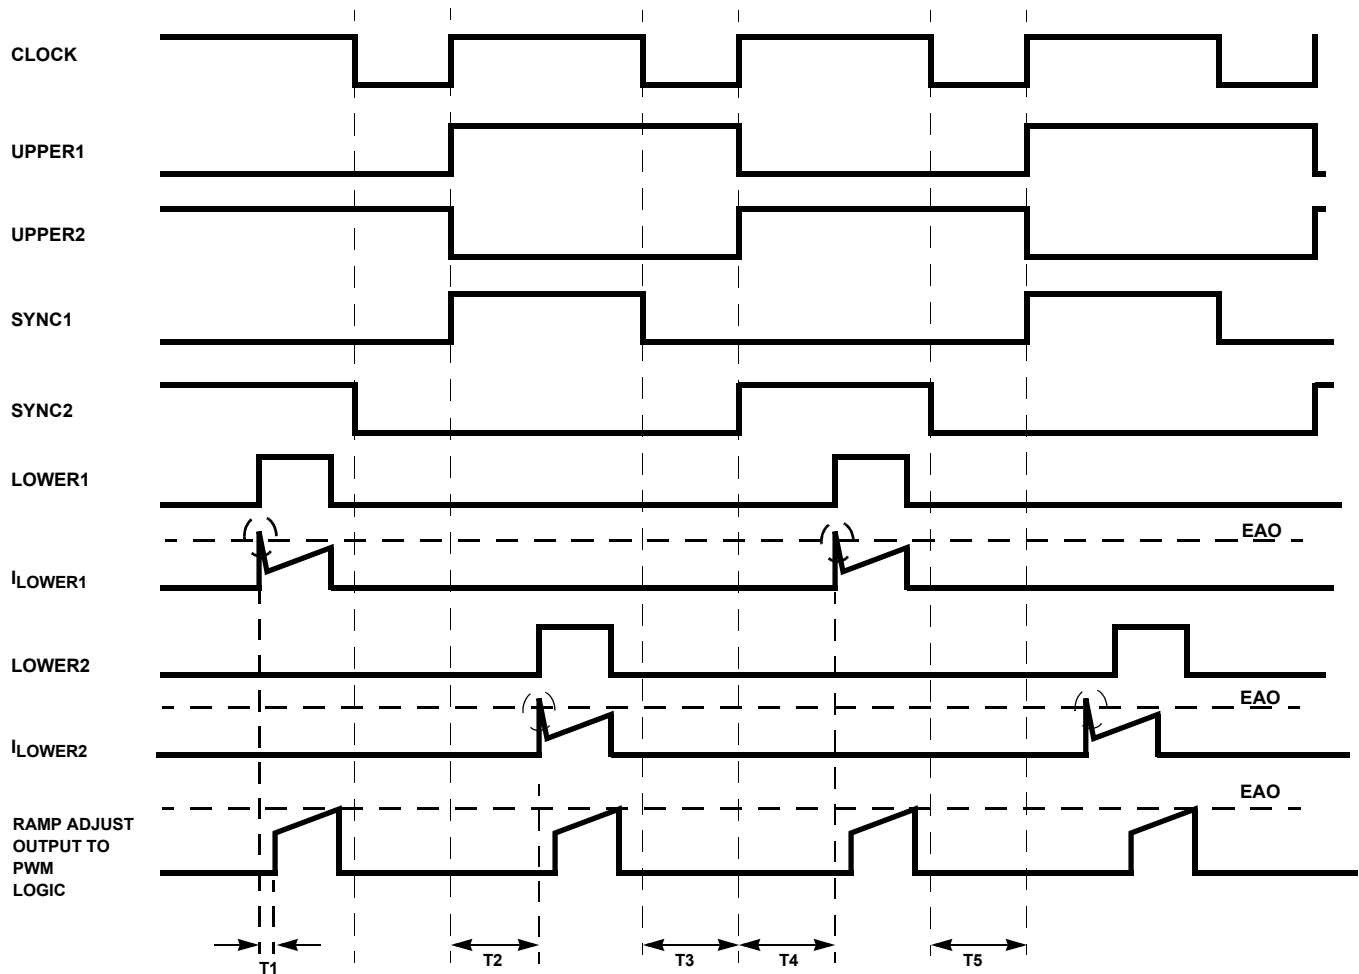 CLOCK
UPPER1
UPPER2
SYNC1
SYNC2
LOWER1
EAO
ILOWER1
LOWER2
EAO
ILOWER2
EAO
RAMP ADJUST
OUTPUT TO
PWM
LOGIC
T1
T2
T3
T4
T5